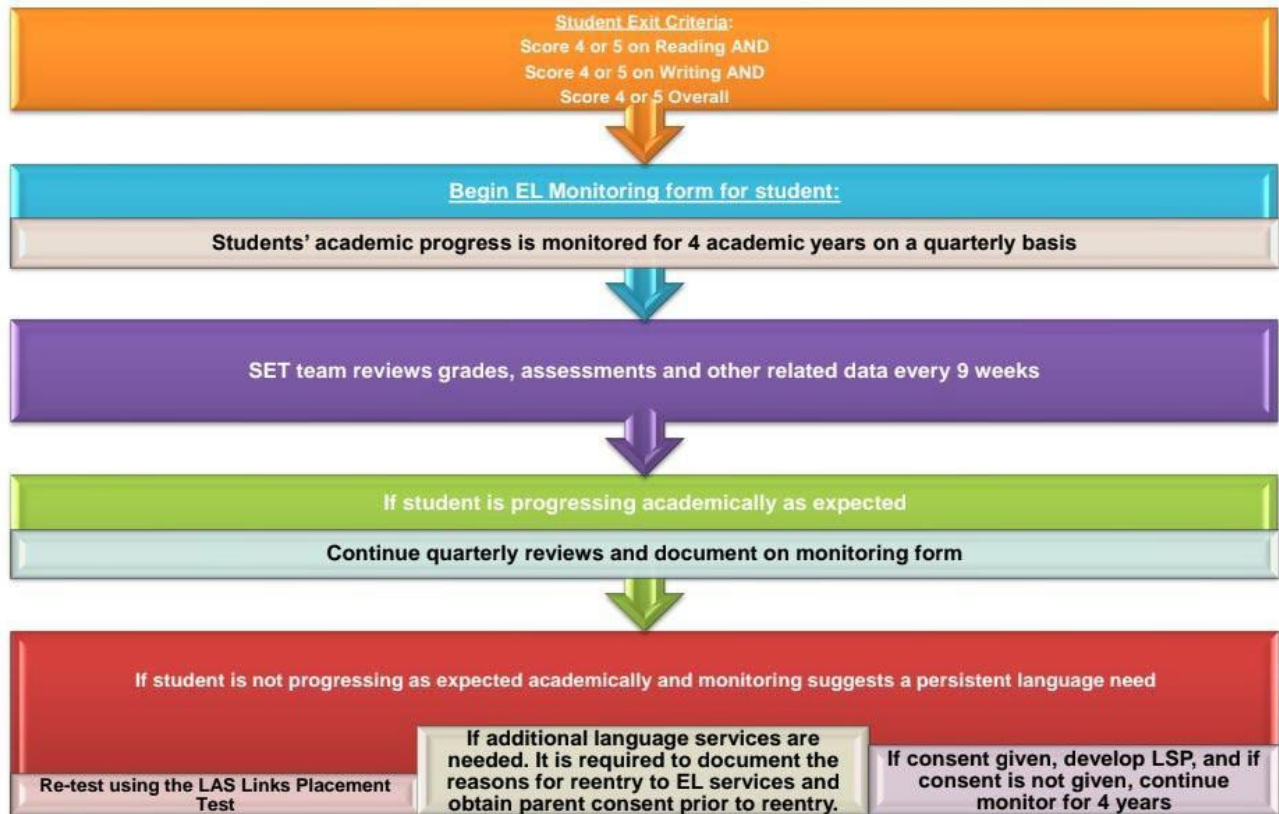 Student Exit Criteria:
Score 4 or 5 on Reading AND
Score 4 or 5 on Writing AND
Score 4 or 5 Overall
Begin EL Monitoring form for student:
Students’ academic progress is monitored for 4 academic years on a quarterly basis
SET team reviews grades, assessments and other related data every 9 weeks
If student is progressing academically as expected
Continue quarterly reviews and document on monitoring form
If student is not progressing as expected academically and monitoring suggests a persistent language need
Re-test using the LAS Links Placement
Test
If additional language services are
needed. It is required to document the
reasons for reentry to EL services and
obtain parent consent prior to reentry.
If consent given, develop LSP, and if
consent is not given, continue
monitor for 4 years